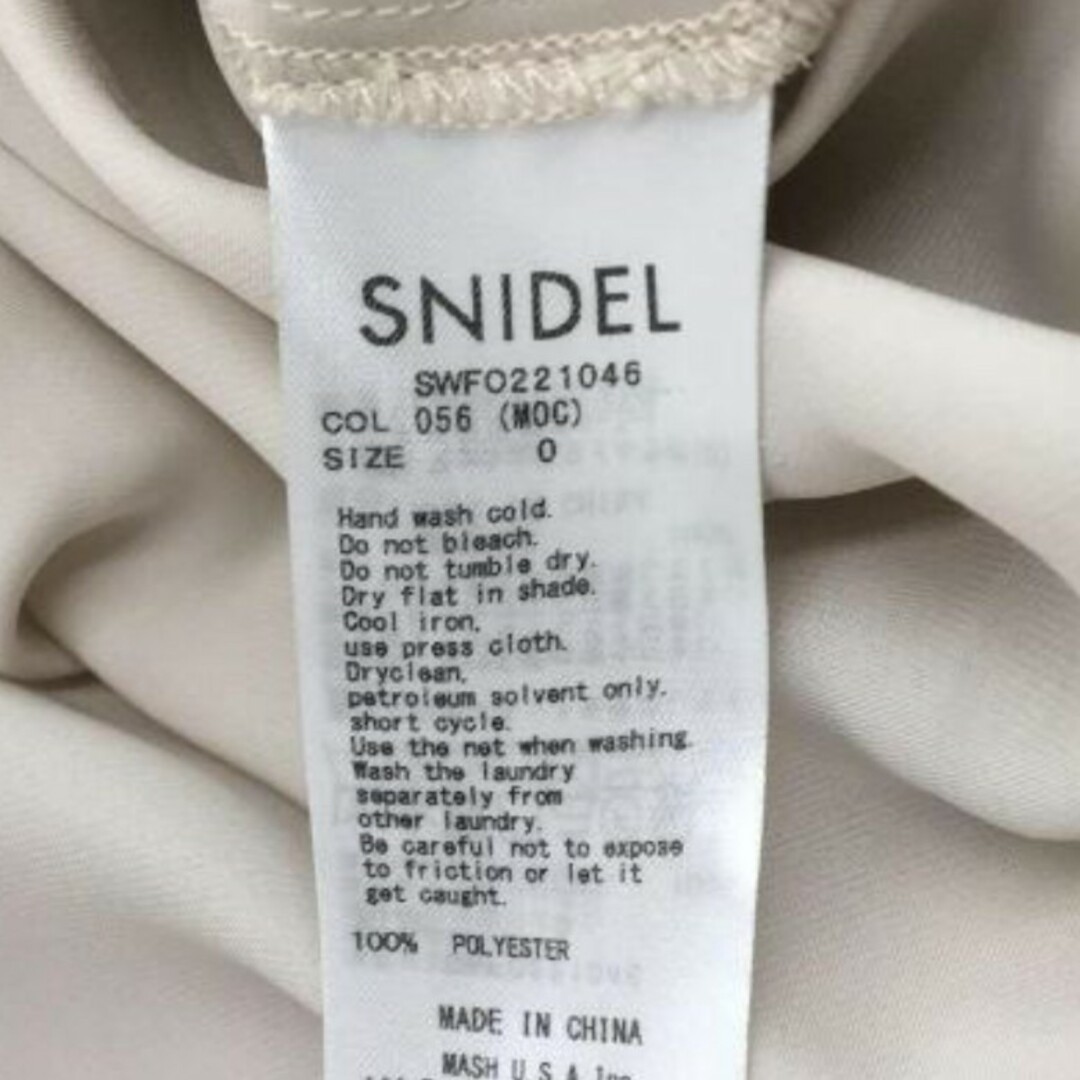 SNIDEL
SWFO221046
COL 056 (MOC)
SIZE 0
Hand wash cold.
Do not bleach.
Do not tumble dry.
Dry flat in shade.
Cool iron,
use press cloth.
Dryclean,
petroleum solvent only.
short cycle.
Use the net when washing.
Wash the laundry
separately from
other laundry.
Be careful not to expose
to friction or let it
get caught.
100% POLYESTER
MADE IN CHINA
MASH U S A Inc